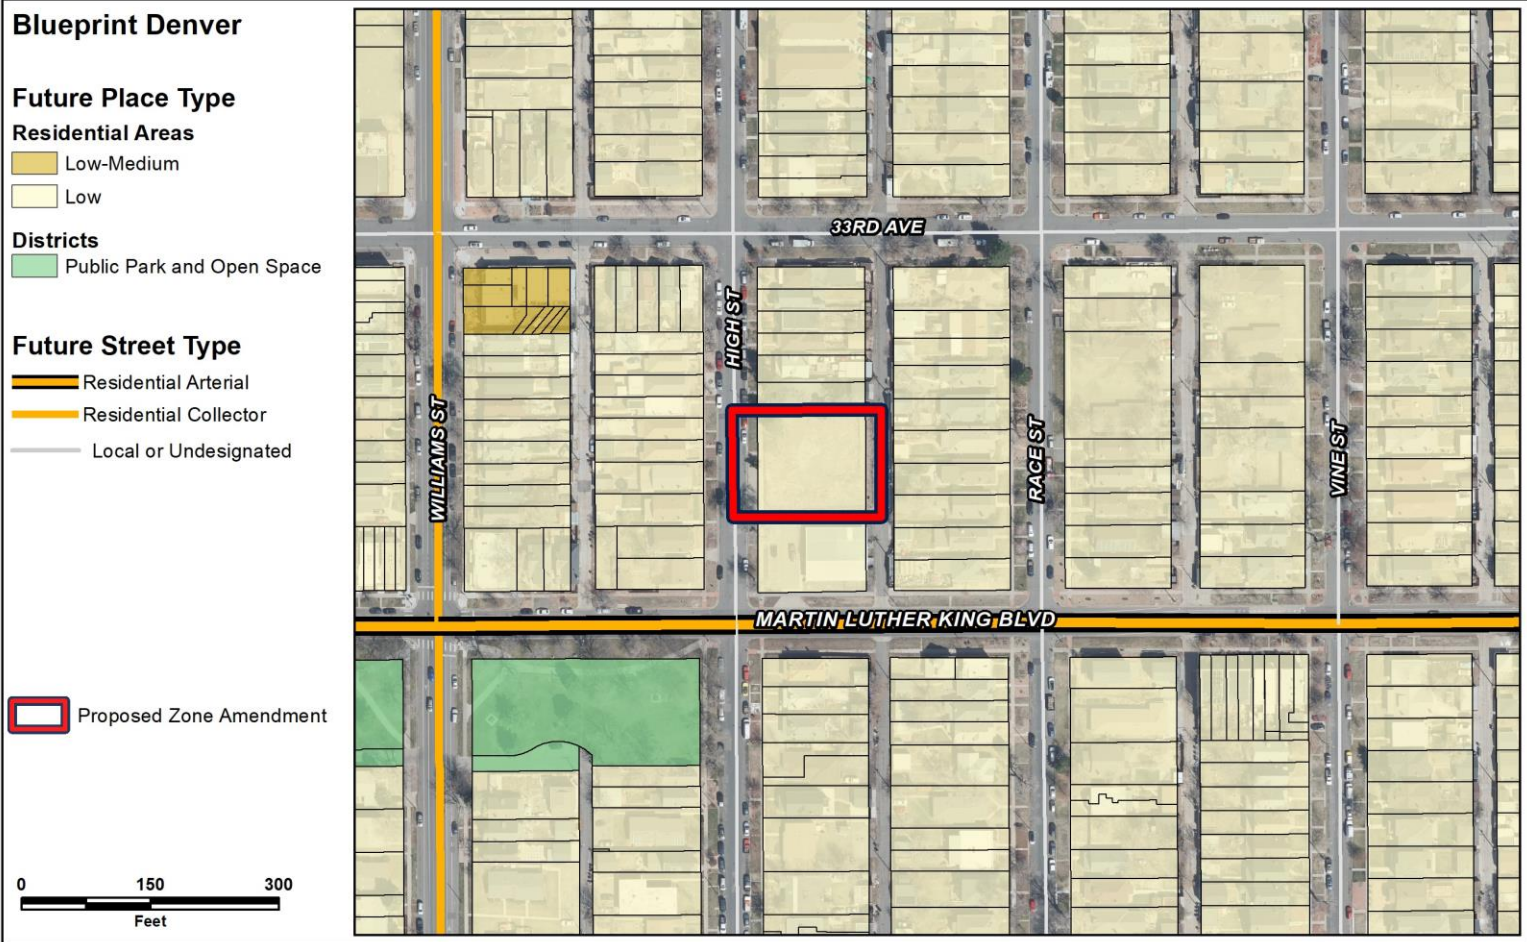 Blueprint Denver
Future Place Type
Residential Areas
Low-Medium
Low
Districts
Public Park and Open Space
Future Street Type
Residential Arterial
Residential Collector
Local or Undesignated
Proposed Zone Amendment
0 150 300
Feet
33RD AVE
HIGH ST
WILLIAMS ST
RACE ST
VINE ST
MARTIN LUTHER KING BLVD